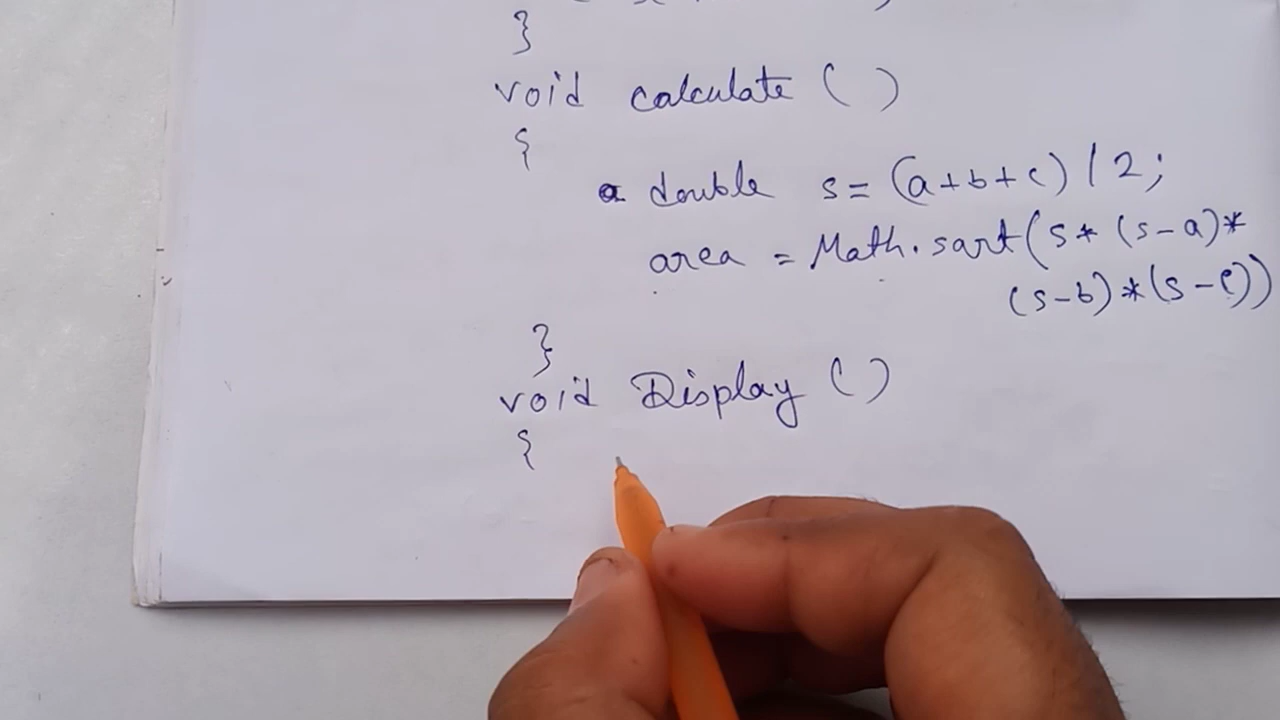 }
void calculate ( )
{
a double s = (a+b+c) / 2;
area = Math.sqrt(s* (s-a)*
(s-b)*(s-c))
}
void Display ( )
{